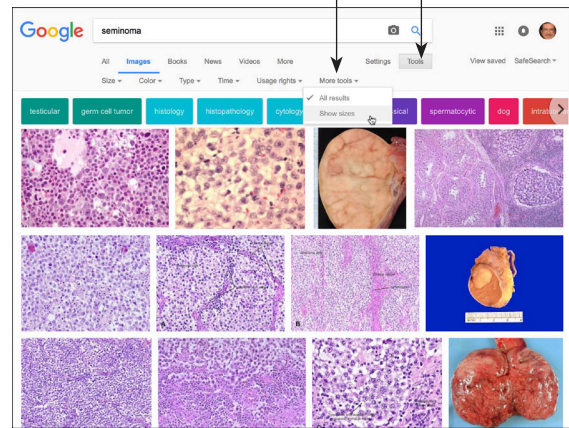 Google seminoma
All Images Books News Videos More Settings Tools View saved SafeSearch
Size Color Type Time Usage rights More tools
All results
Show sizes
testicular germ cell tumor histology histopathology cytology sical spermatocytic dog intratu
A
B